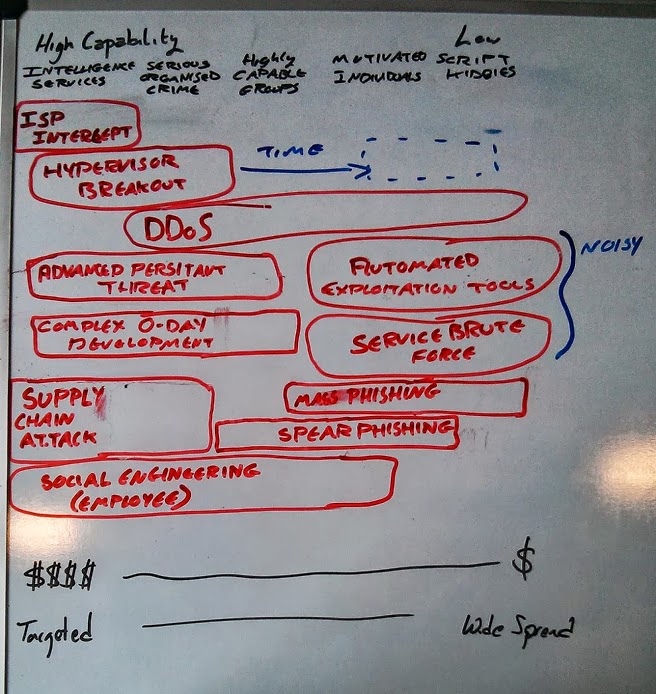 High Capability
Low
INTELLIGENCE SERVICES
SERIOUS ORGANISED CRIME
Highly CAPABLE GROUPS
MOTIVATED INDIVIDUALS
SCRIPT KIDDIES
ISP
INTERCEPT
HYPERVISOR
BREAKOUT
TIME
DDoS
NOISY
ADVANCED PERSITANT
THREAT
AUTOMATED
EXPLOITATION TOOLS
COMPLEX 0-DAY
DEVELOPMENT
SERVICE BRUTE
FORCE
SUPPLY
CHAIN
ATTACK
MASS PHISHING
SPEAR PHISHING
SOCIAL ENGINEERING
(EMPLOYEE)
$$$$
$
Targeted
Wide Spread